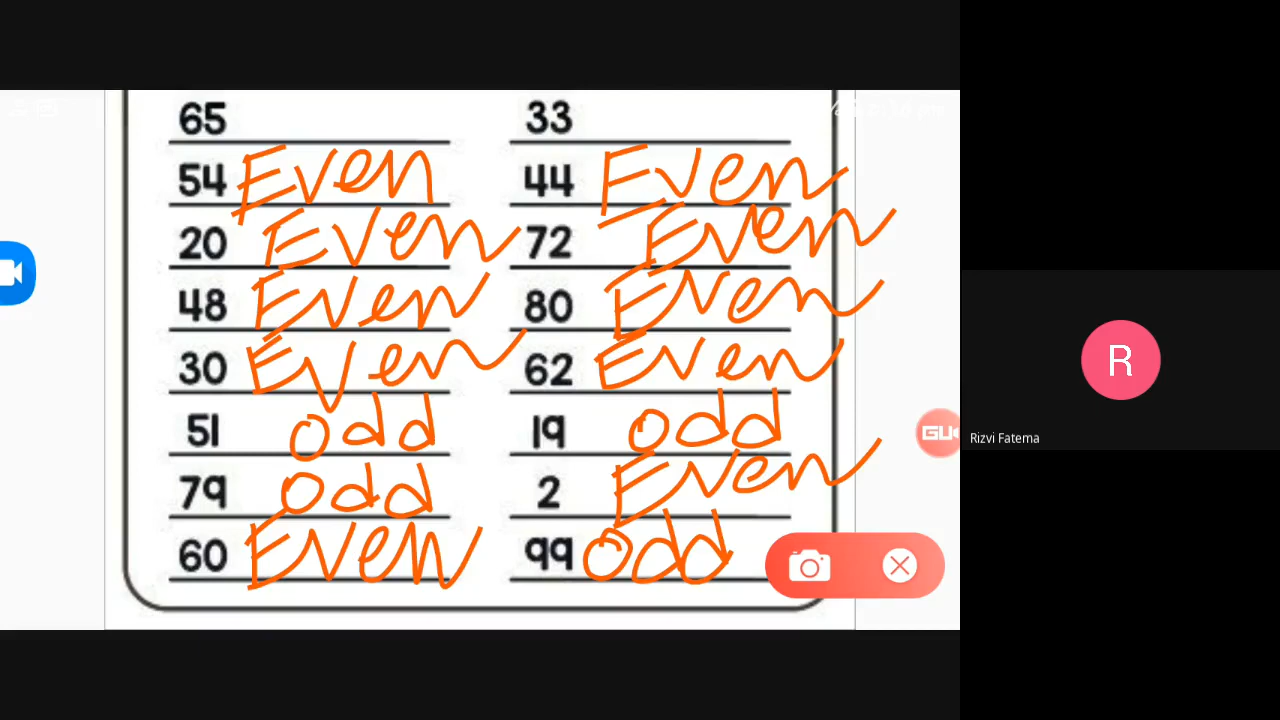 65 33
54 Even 44 Even
20 Even 72 Even
48 Even 80 Even
30 Even 62 Even
51 odd 19 odd
79 odd 2 Even
60 Even 99 odd
R
Rizvi Fatema